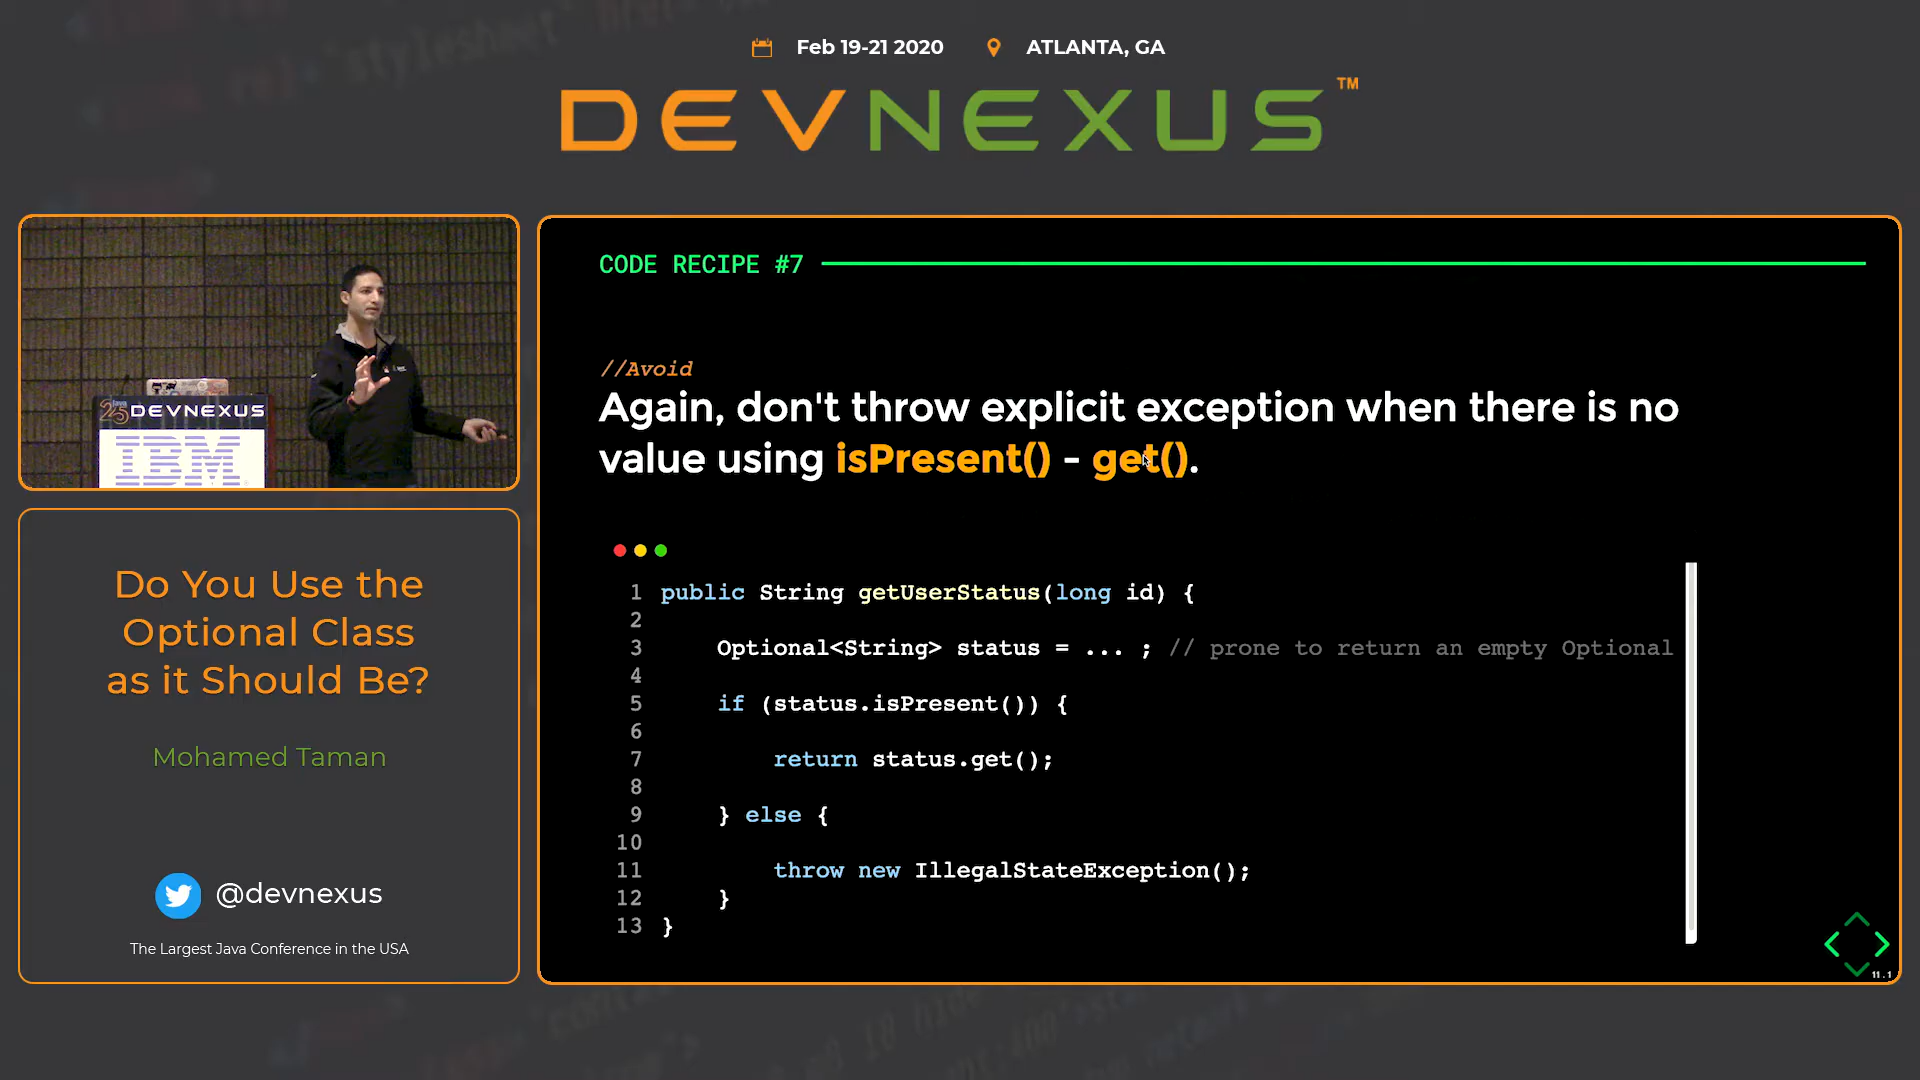 Feb 19-21 2020 ATLANTA, GA
DEVNEXUS™
25 DEVNEXUS
IBM
Do You Use the
Optional Class
as it Should Be?
Mohamed Taman
@devnexus
The Largest Java Conference in the USA
CODE RECIPE #7
//Avoid
Again, don't throw explicit exception when there is no
value using isPresent() - get().
1 public String getUserStatus(long id) {
2
3 Optional<String> status = ... ; // prone to return an empty Optional
4
5 if (status.isPresent()) {
6
7 return status.get();
8
9 } else {
10
11 throw new IllegalStateException();
12 }
13 }
11.1